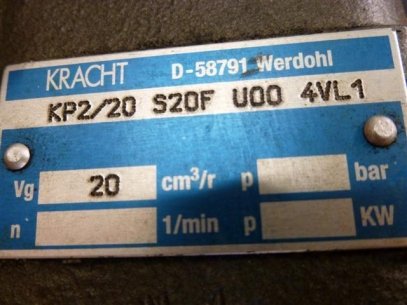 KRACHT D-58791 Werdohl
KP2/20 S20F U00 4VL1
Vg 20 cm³/r p bar
n 1/min p KW